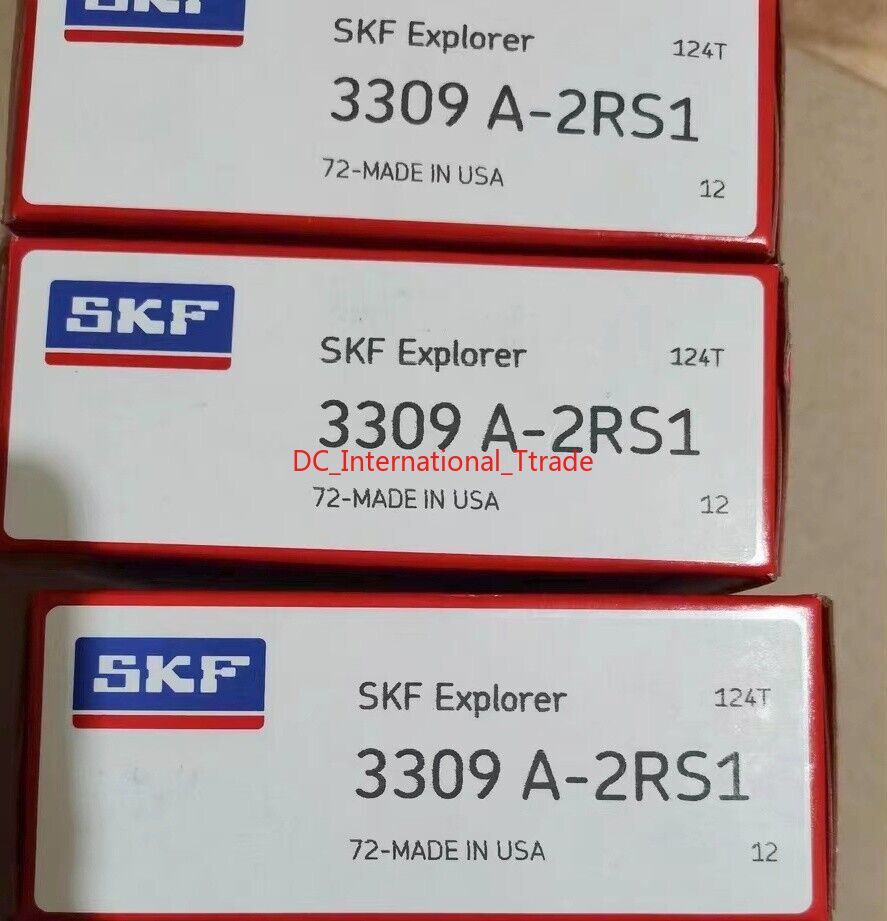 SKF
SKF Explorer 124T
3309 A-2RS1
72-MADE IN USA 12
SKF
SKF Explorer 124T
3309 A-2RS1
DC_International_Ttrade
72-MADE IN USA 12
SKF
SKF Explorer 124T
3309 A-2RS1
72-MADE IN USA 12